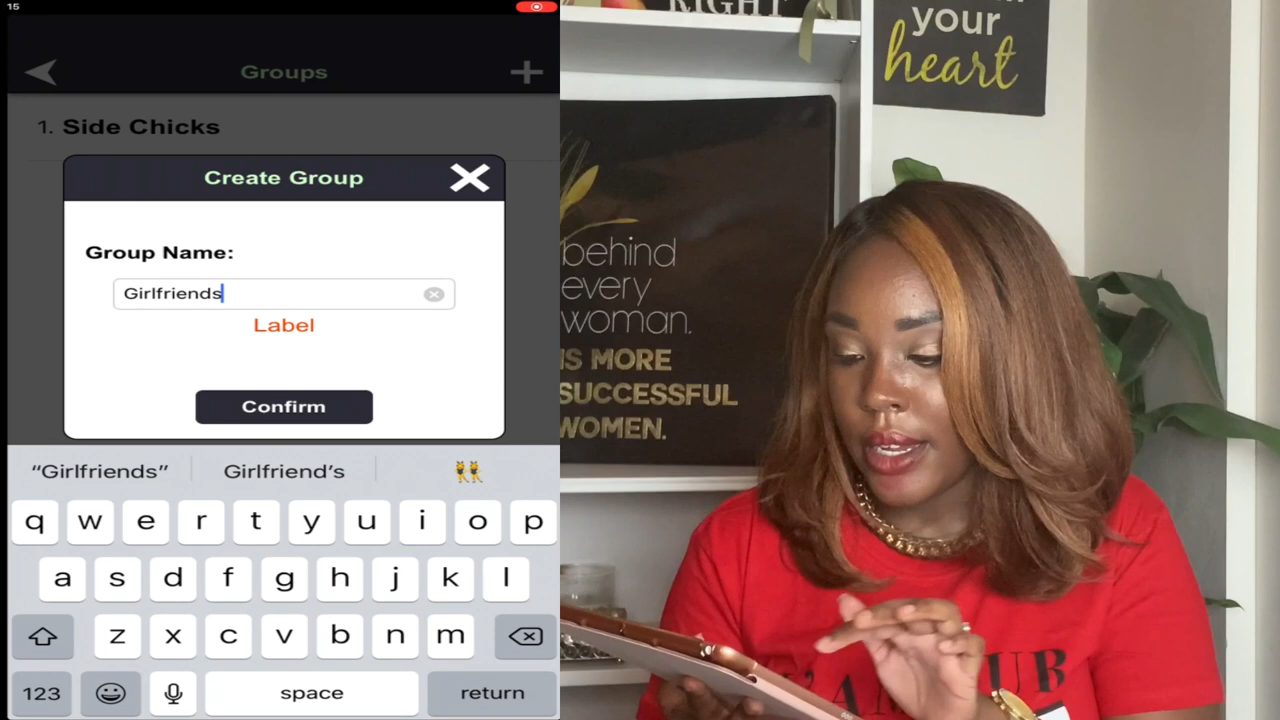 15
Groups
1. Side Chicks
Create Group
Group Name:
Girlfriends
Label
Confirm
"Girlfriends" Girlfriend's
q w e r t y u i o p
a s d f g h j k l
z x c v b n m
123 space return
RIGHT
your
heart
behind
every
woman.
IS MORE
SUCCESSFUL
WOMEN.